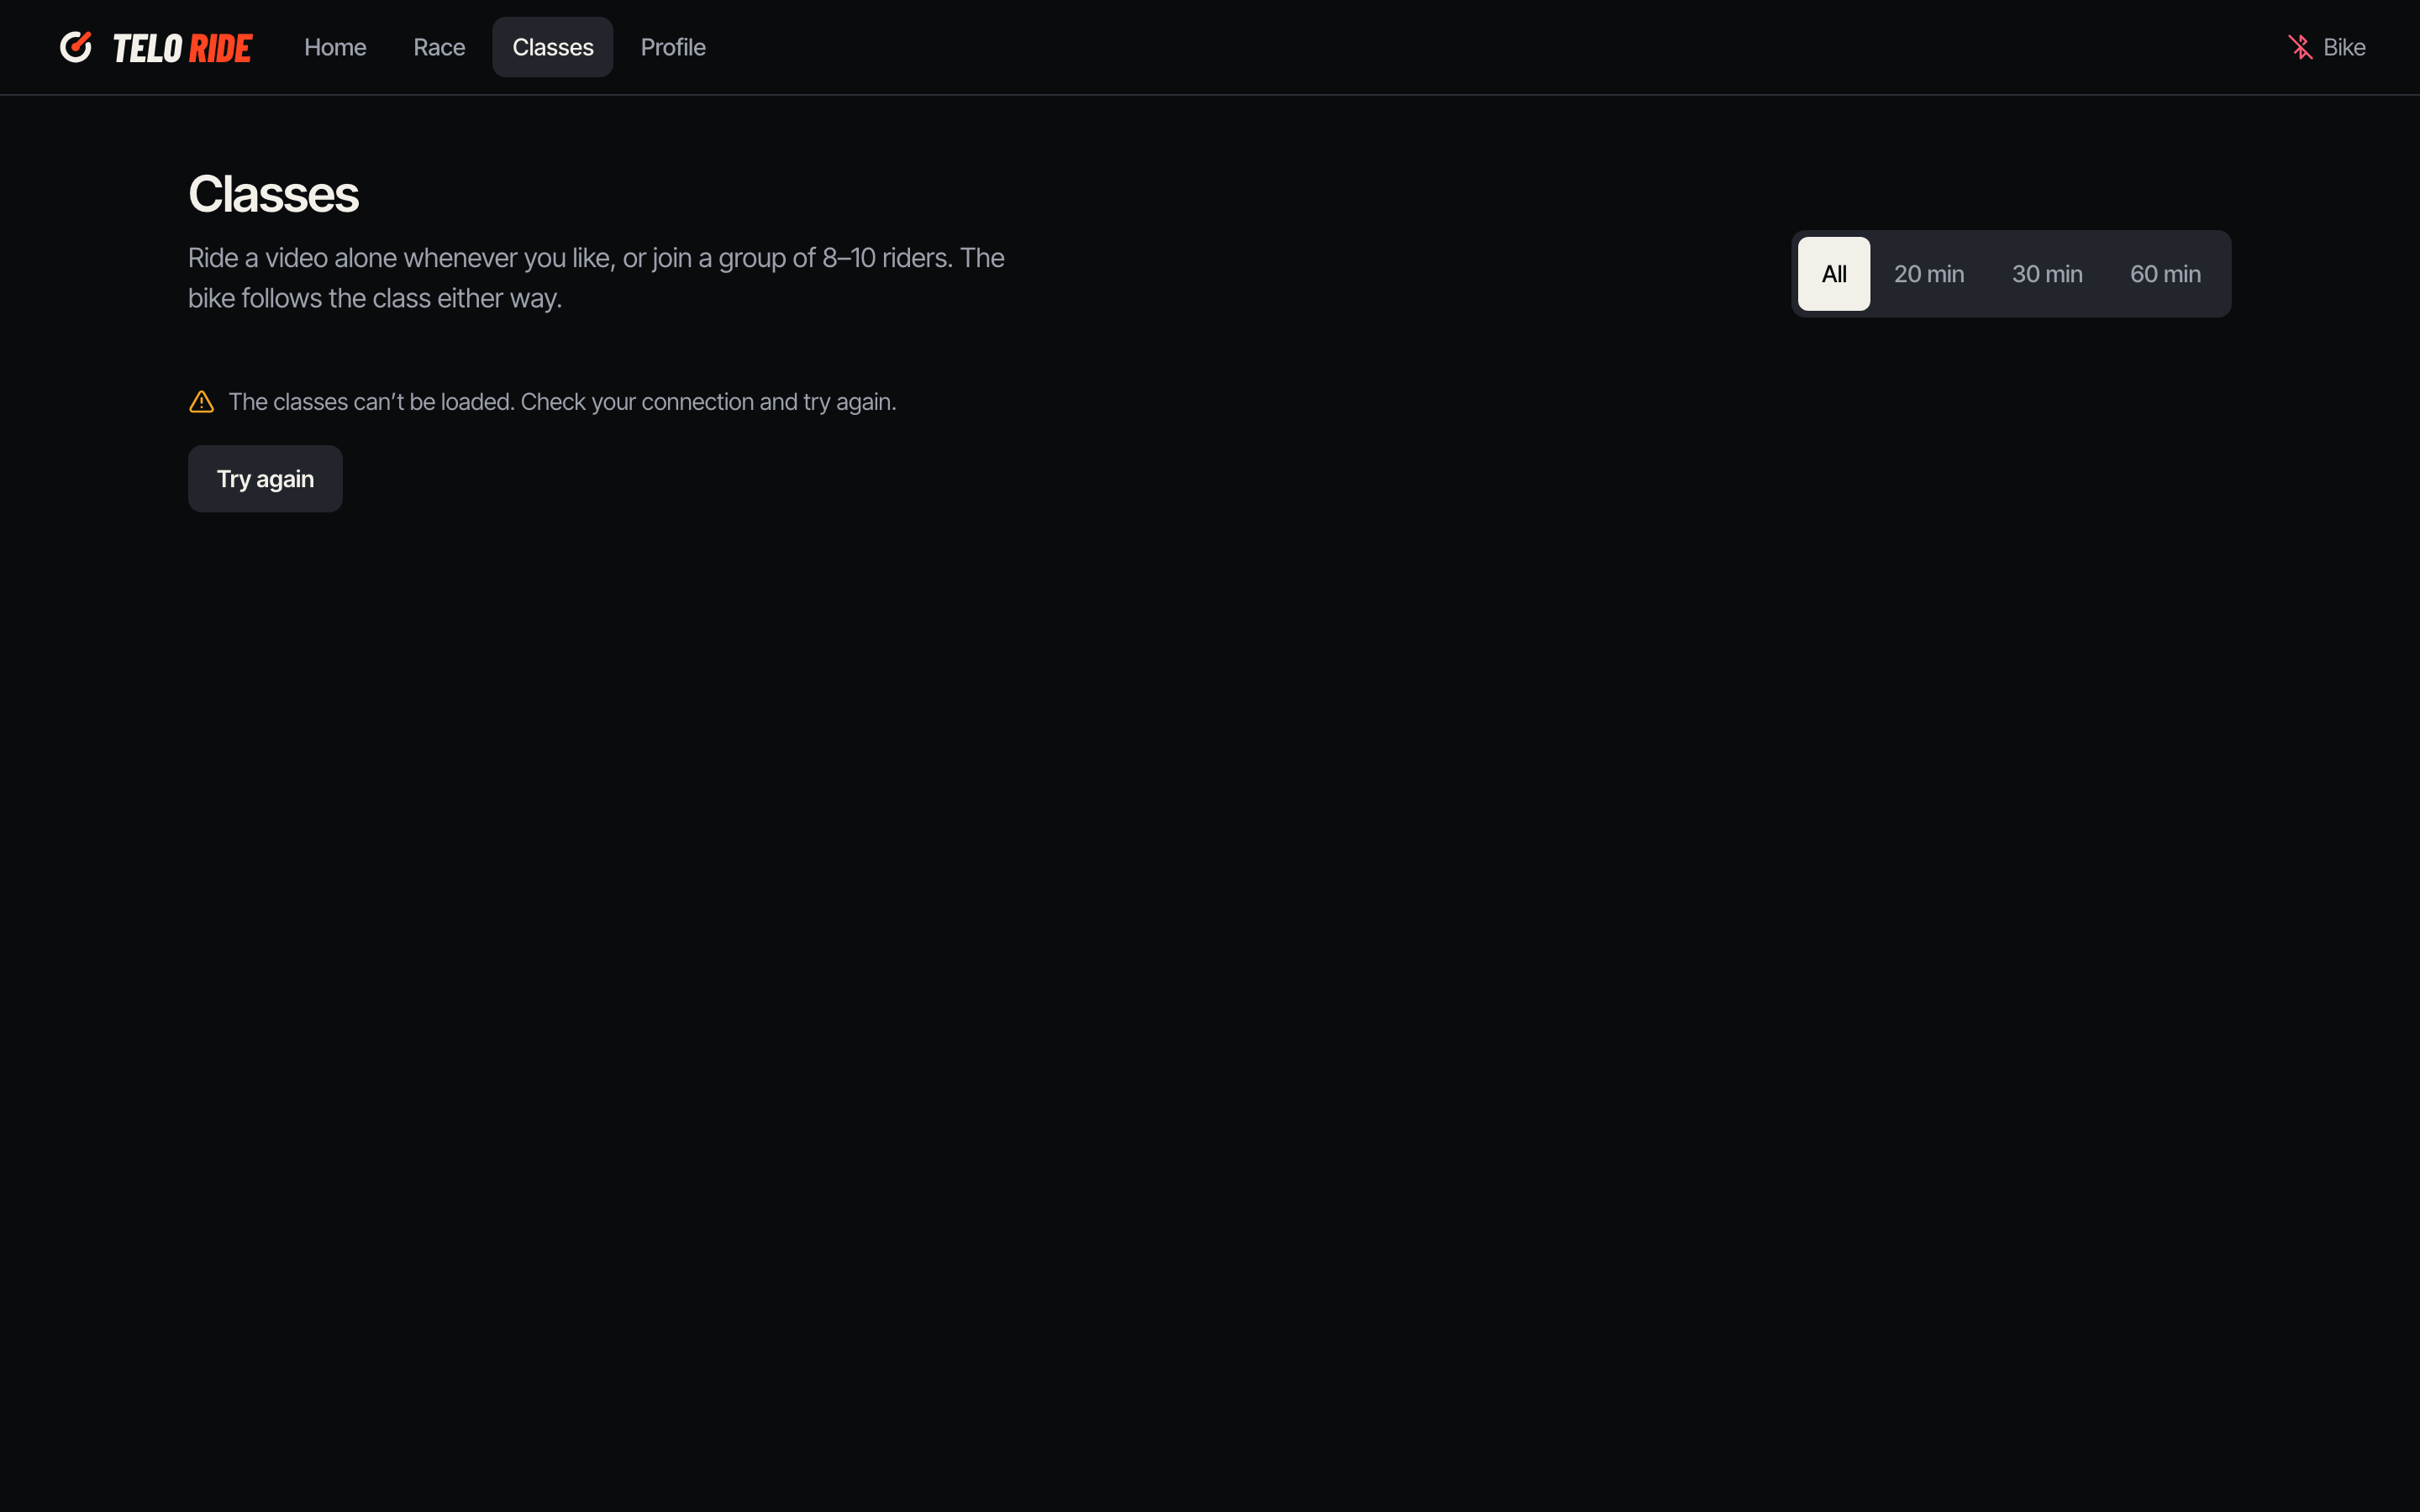 TELO RIDE
Home
Race
Classes
Profile
Bike
Classes
Ride a video alone whenever you like, or join a group of 8–10 riders. The
bike follows the class either way.
All
20 min
30 min
60 min
The classes can’t be loaded. Check your connection and try again.
Try again